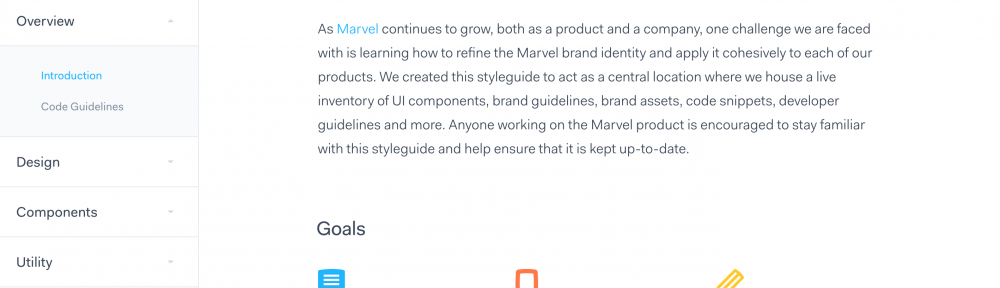 Overview
Introduction
Code Guidelines
Design
Components
Utility
As Marvel continues to grow, both as a product and a company, one challenge we are faced
with is learning how to refine the Marvel brand identity and apply it cohesively to each of our
products. We created this styleguide to act as a central location where we house a live
inventory of UI components, brand guidelines, brand assets, code snippets, developer
guidelines and more. Anyone working on the Marvel product is encouraged to stay familiar
with this styleguide and help ensure that it is kept up-to-date.
Goals